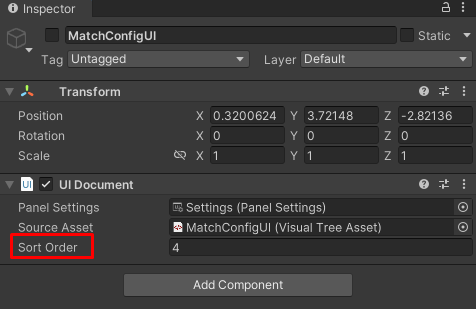 Inspector
MatchConfigUI Static
Tag Untagged Layer Default
Transform
Position X 0.3200624 Y 3.72148 Z -2.82136
Rotation X 0 Y 0 Z 0
Scale X 1 Y 1 Z 1
UI UI Document
Panel Settings Settings (Panel Settings)
Source Asset MatchConfigUI (Visual Tree Asset)
Sort Order 4
Add Component